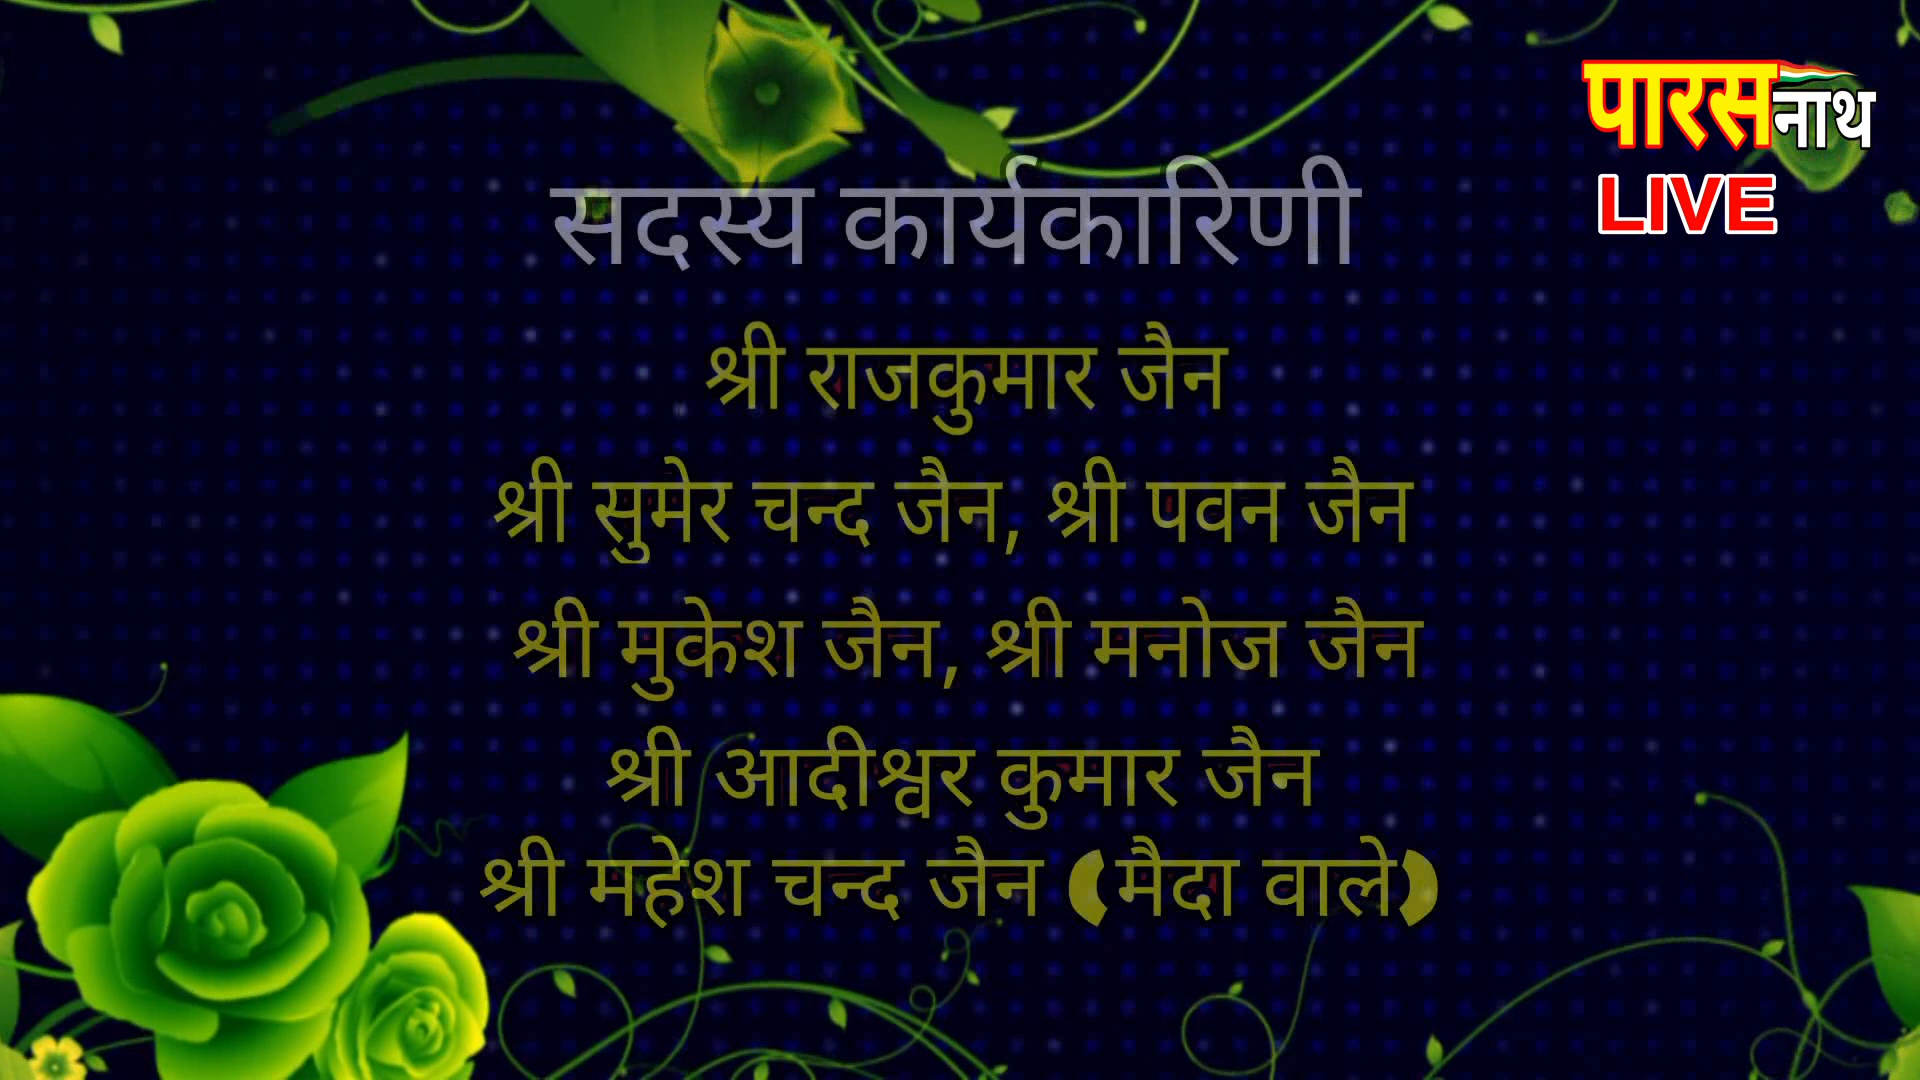 पारसनाथ
LIVE
सदस्य कार्यकारिणी
श्री राजकुमार जैन
श्री सुमेर चन्द जैन, श्री पवन जैन
श्री मुकेश जैन, श्री मनोज जैन
श्री आदीश्वर कुमार जैन
श्री महेश चन्द जैन (मैदा वाले)